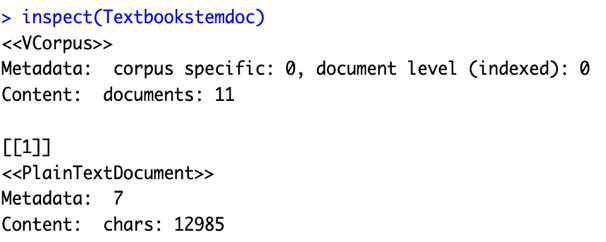 > inspect(Textbookstemdoc)
<<VCorpus>>
Metadata:  corpus specific: 0, document level (indexed): 0
Content:  documents: 11

[[1]]
<<PlainTextDocument>>
Metadata:  7
Content:  chars: 12985